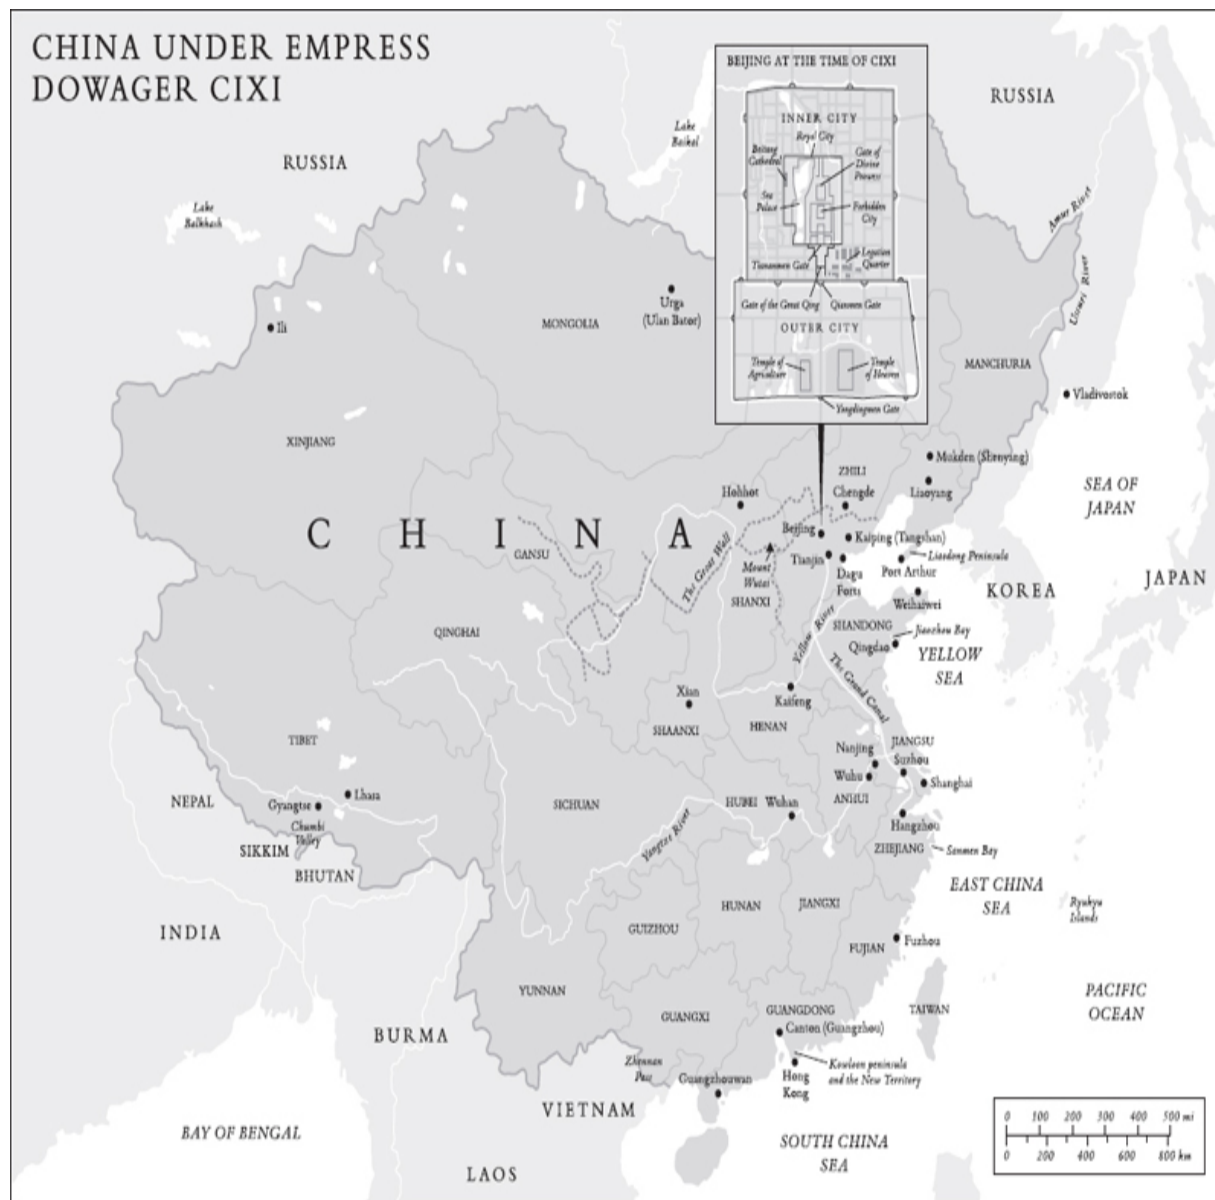 CHINA UNDER EMPRESS
DOWAGER CIXI
BEIJING AT THE TIME OF CIXI
INNER CITY
Royal City
Beitang
Cathedral
Gate of
Divine
Prowess
Sea
Palace
Forbidden
City
Tiananmen Gate
Legation
Quarter
Gate of the Great Qing
Qianmen Gate
OUTER CITY
Temple of
Agriculture
Temple
of Heaven
Yongdingmen Gate
RUSSIA
RUSSIA
Lake
Baikal
Lake
Balkhash
Amur River
Ussuri River
Urga
(Ulan Bator)
Ili
MONGOLIA
MANCHURIA
Vladivostok
XINJIANG
Mukden (Shenyang)
ZHILI
Chengde
Liaoyang
SEA OF
JAPAN
Hohhot
CHINA
GANSU
The Great Wall
Beijing
Kaiping (Tangshan)
Tianjin
Mount
Wutai
Dagu
Forts
Liaodong Peninsula
Port Arthur
KOREA
JAPAN
SHANXI
Weihaiwei
QINGHAI
Yellow River
SHANDONG
Jiaozhou Bay
Qingdao
YELLOW
SEA
The Grand Canal
Xian
Kaifeng
SHAANXI
HENAN
TIBET
Nanjing
JIANGSU
Suzhou
Wuhu
Shanghai
NEPAL
Gyangtse
Lhasa
SICHUAN
HUBEI
Wuhan
ANHUI
Chumbi
Valley
Yangtze River
Hangzhou
SIKKIM
ZHEJIANG
Sanmen Bay
BHUTAN
EAST CHINA
SEA
Ryukyu
Islands
INDIA
HUNAN
JIANGXI
GUIZHOU
FUJIAN
Fuzhou
YUNNAN
GUANGXI
GUANGDONG
TAIWAN
PACIFIC
OCEAN
Canton (Guangzhou)
BURMA
Zhennan
Pass
Guangzhouwan
Hong
Kong
Kowloon peninsula
and the New Territory
VIETNAM
BAY OF BENGAL
LAOS
SOUTH CHINA
SEA
0 100 200 300 400 500 mi
0 200 400 600 800 km